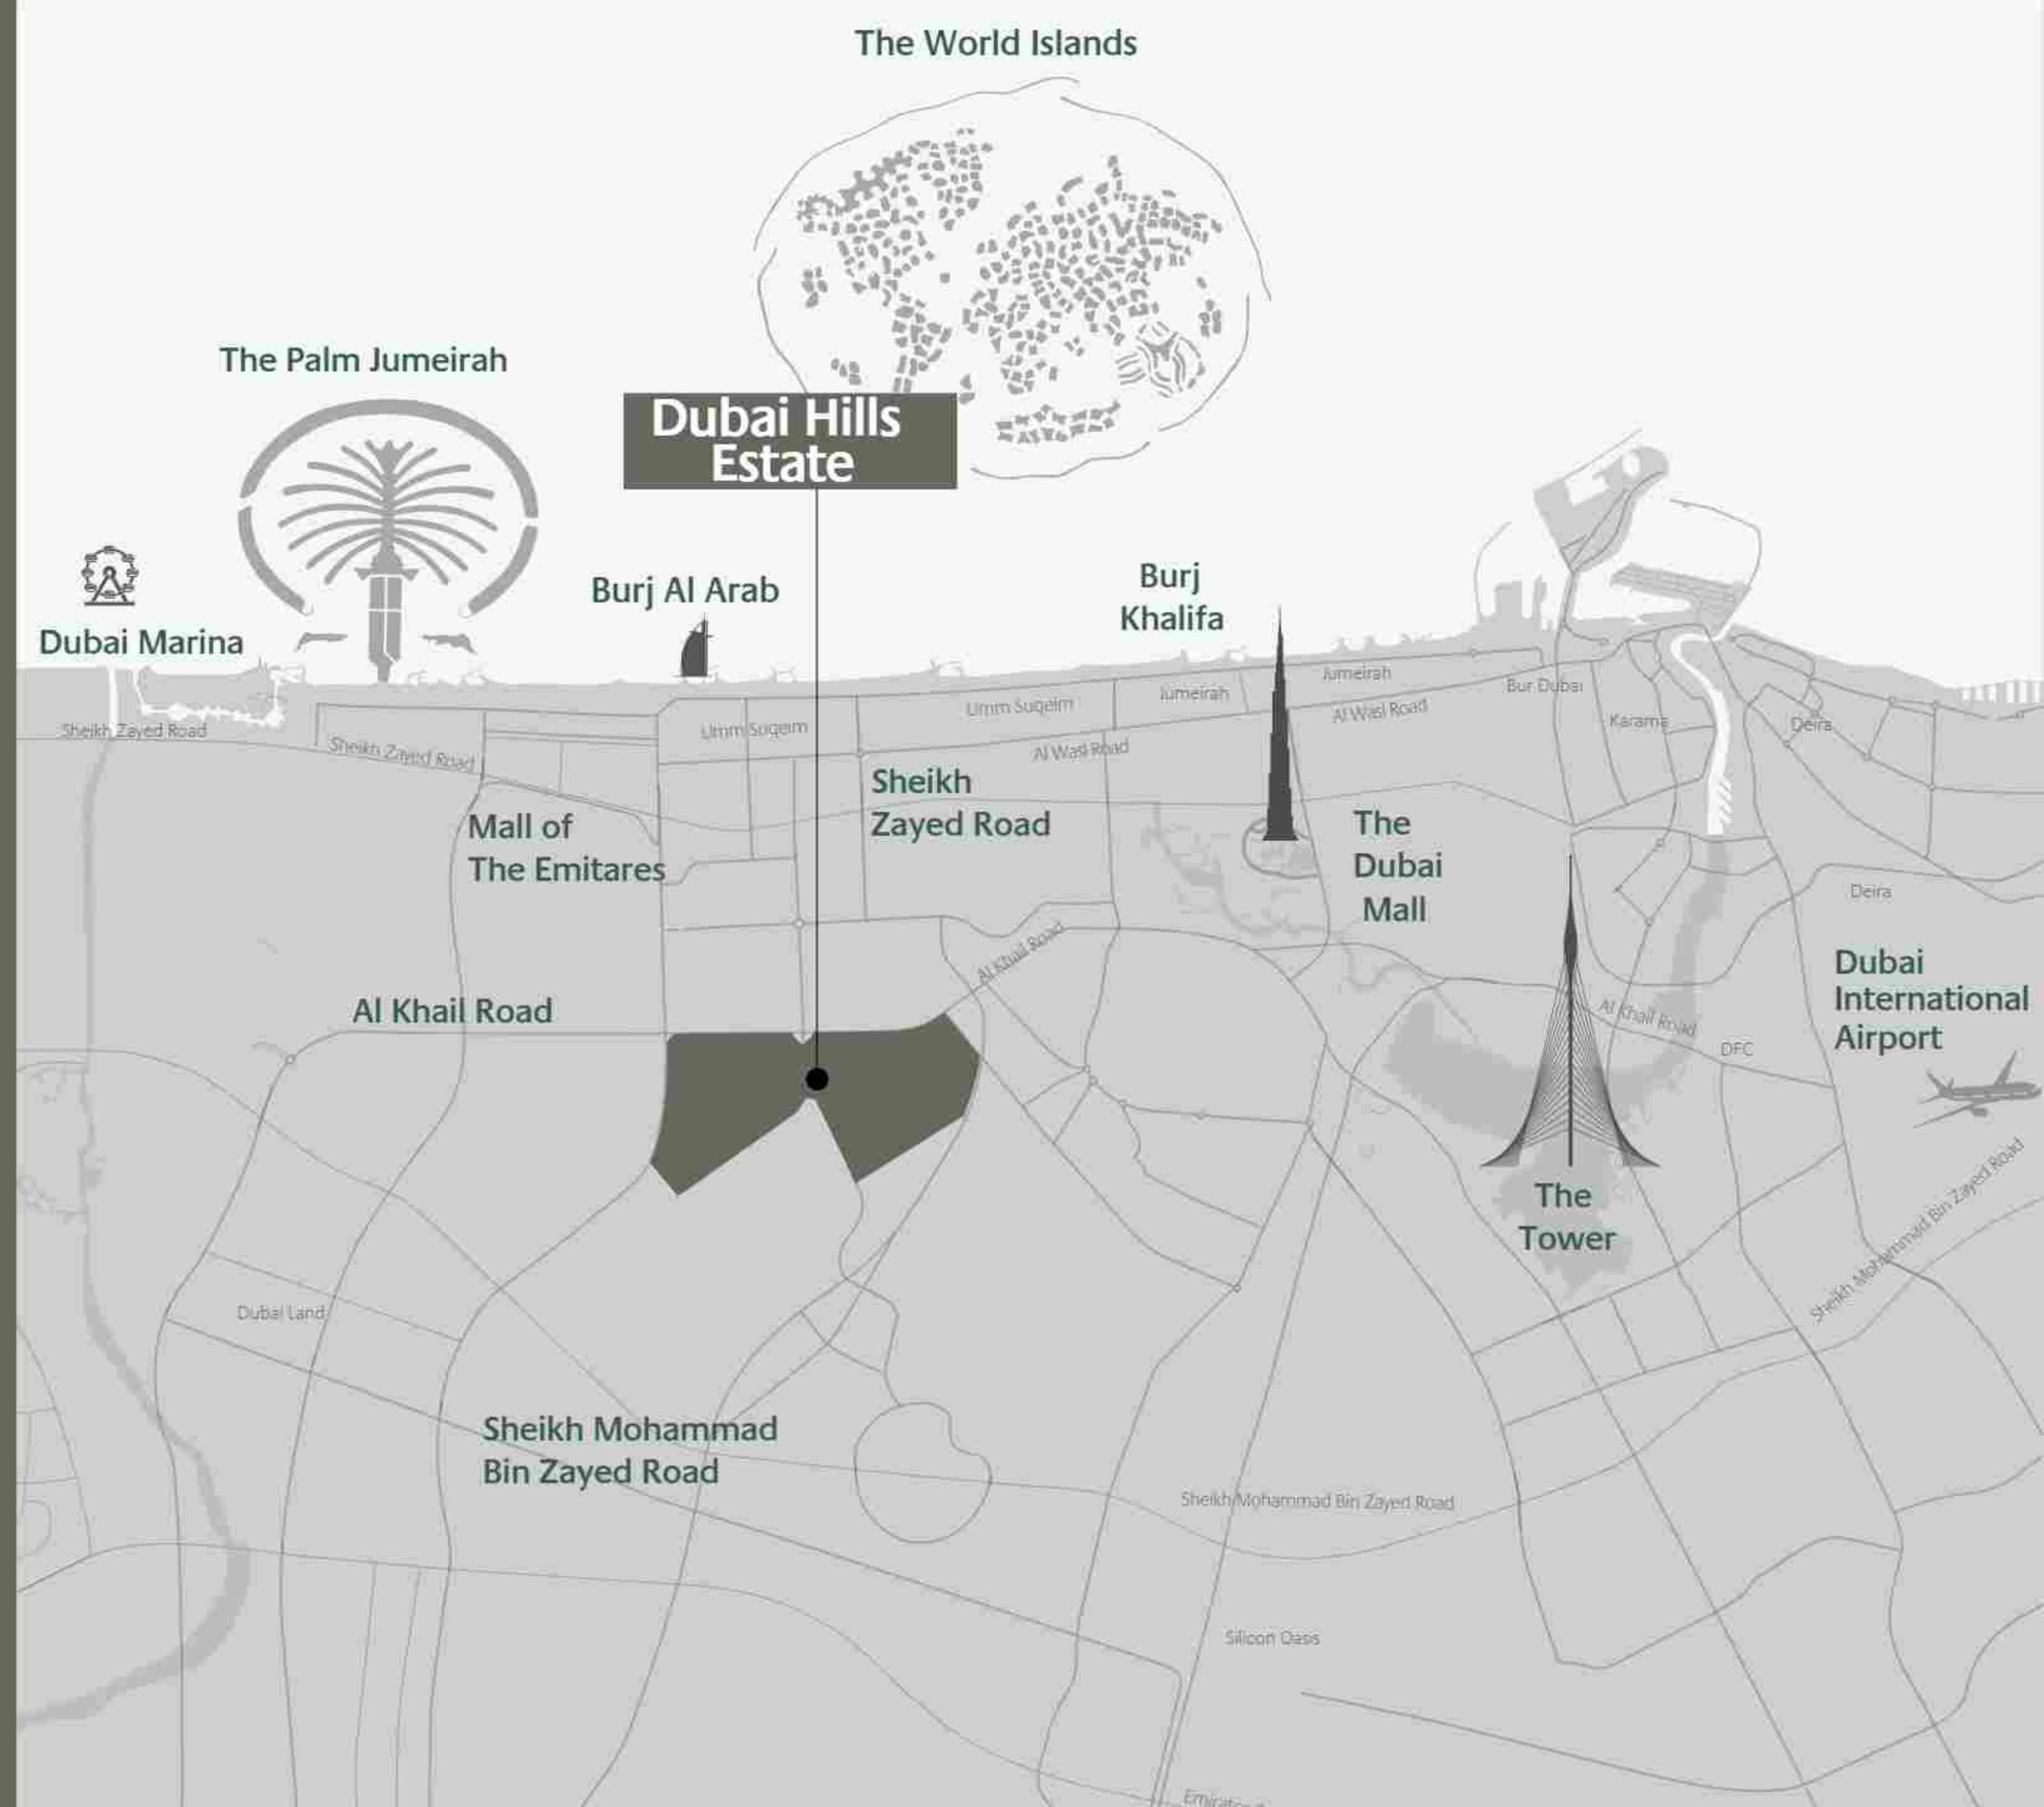 The World Islands
The Palm Jumeirah
Dubai Hills
Estate
Burj
Khalifa
Burj Al Arab
Dubai Marina
Jumeirah
Jumeirah
Bur Dubai
Umm Suqeim
Umm Suqeim
Al Wasl Road
Karama
Deira
Sheikh Zayed Road
Sheikh Zayed Road
Al Wasl Road
Sheikh
Zayed Road
Mall of
The Emitares
The
Dubai
Mall
Deira
Al Khail Road
Dubai
International
Airport
Al Khail Road
Al Khail Road
DFC
The
Tower
Sheikh Mohammad Bin Zayed Road
Dubai Land
Sheikh Mohammad
Bin Zayed Road
Sheikh Mohammad Bin Zayed Road
Silicon Oasis